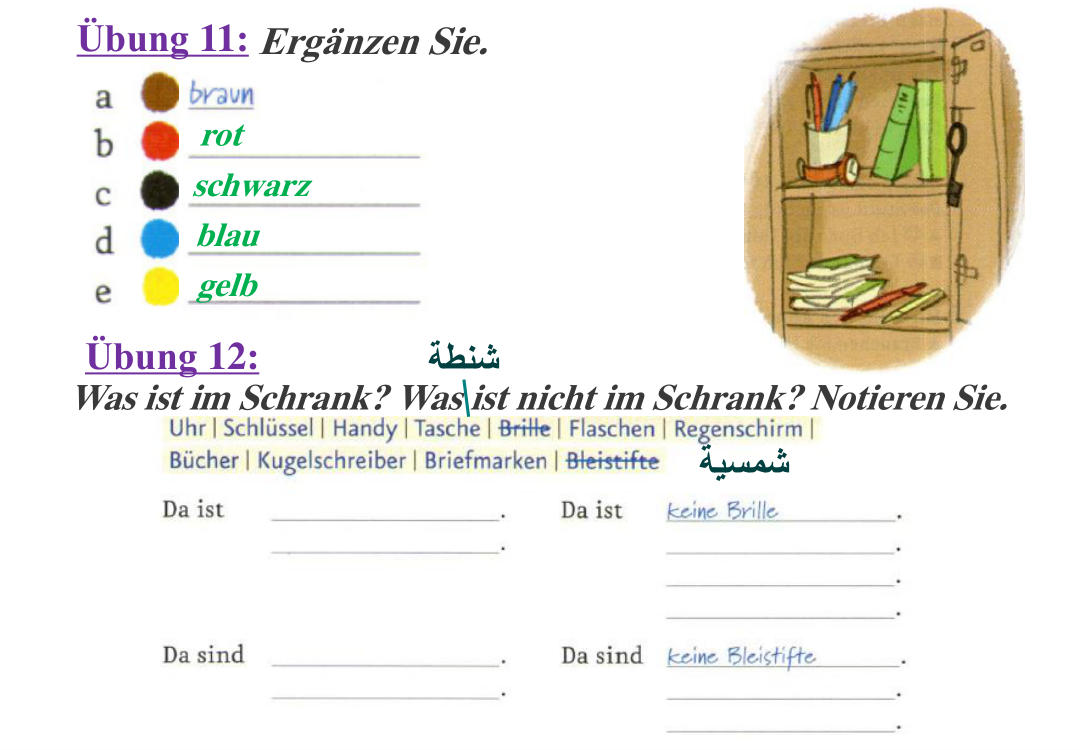 Übung 11: Ergänzen Sie.
a braun
b rot
c schwarz
d blau
e gelb
Übung 12: شنطة
Was ist im Schrank? Was ist nicht im Schrank? Notieren Sie.
Uhr | Schlüssel | Handy | Tasche | Brille | Flaschen | Regenschirm |
Bücher | Kugelschreiber | Briefmarken | Bleistifte شمسية
Da ist ____. Da ist keine Brille.
Da sind ____. Da sind keine Bleistifte.